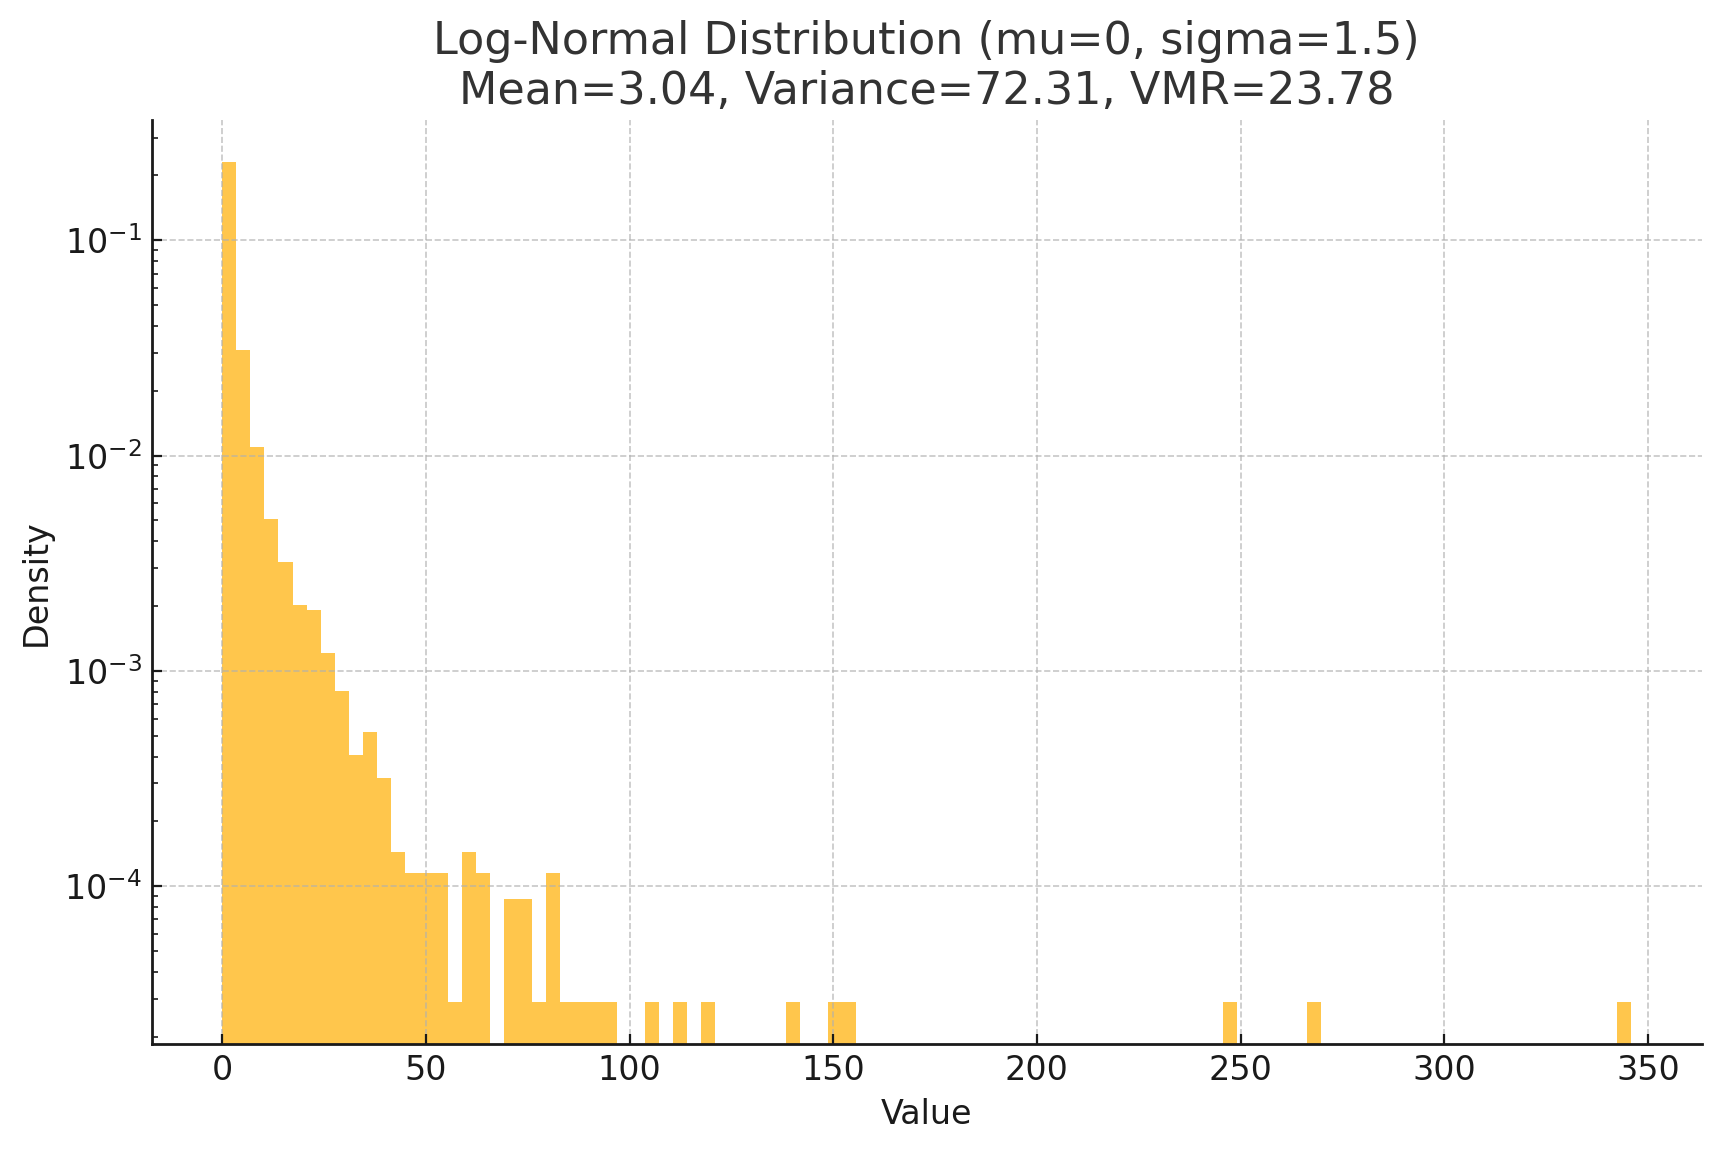 Log-Normal Distribution (mu=0, sigma=1.5)
Mean=3.04, Variance=72.31, VMR=23.78
Density
10⁻¹
10⁻²
10⁻³
10⁻⁴
0 50 100 150 200 250 300 350
Value